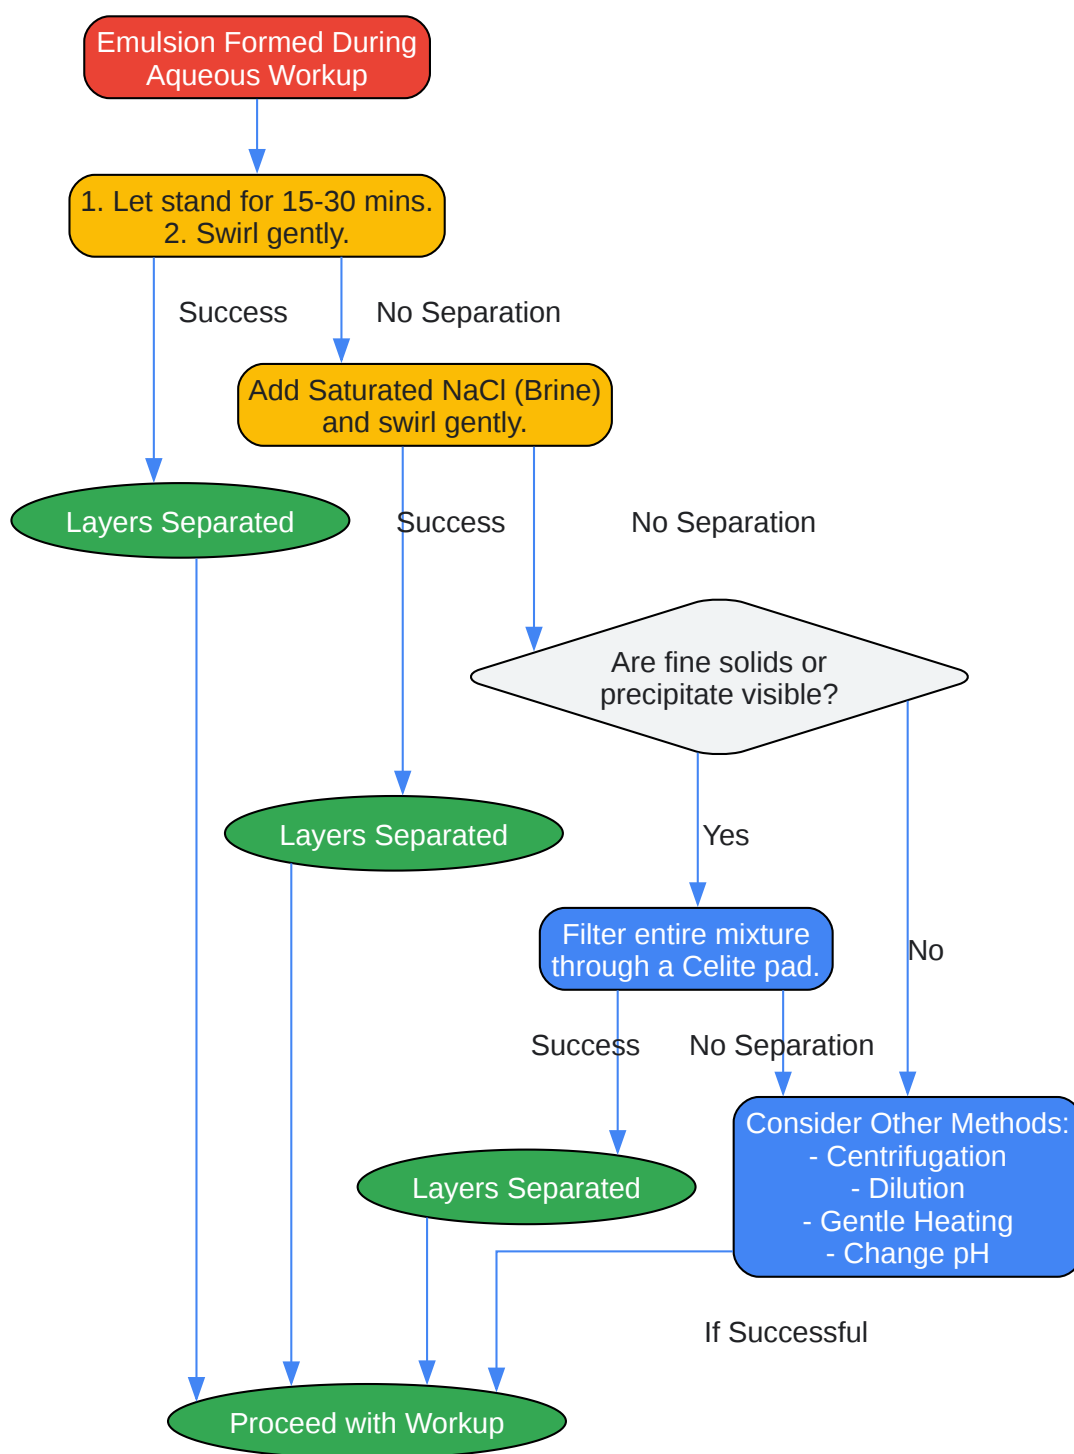 Emulsion Formed During
Aqueous Workup
1. Let stand for 15-30 mins.
2. Swirl gently.
Success
No Separation
Add Saturated NaCl (Brine)
and swirl gently.
Layers Separated
Success
No Separation
Are fine solids or
precipitate visible?
Layers Separated
Yes
Filter entire mixture
through a Celite pad.
No
Success
No Separation
Consider Other Methods:
- Centrifugation
- Dilution
- Gentle Heating
- Change pH
Layers Separated
If Successful
Proceed with Workup